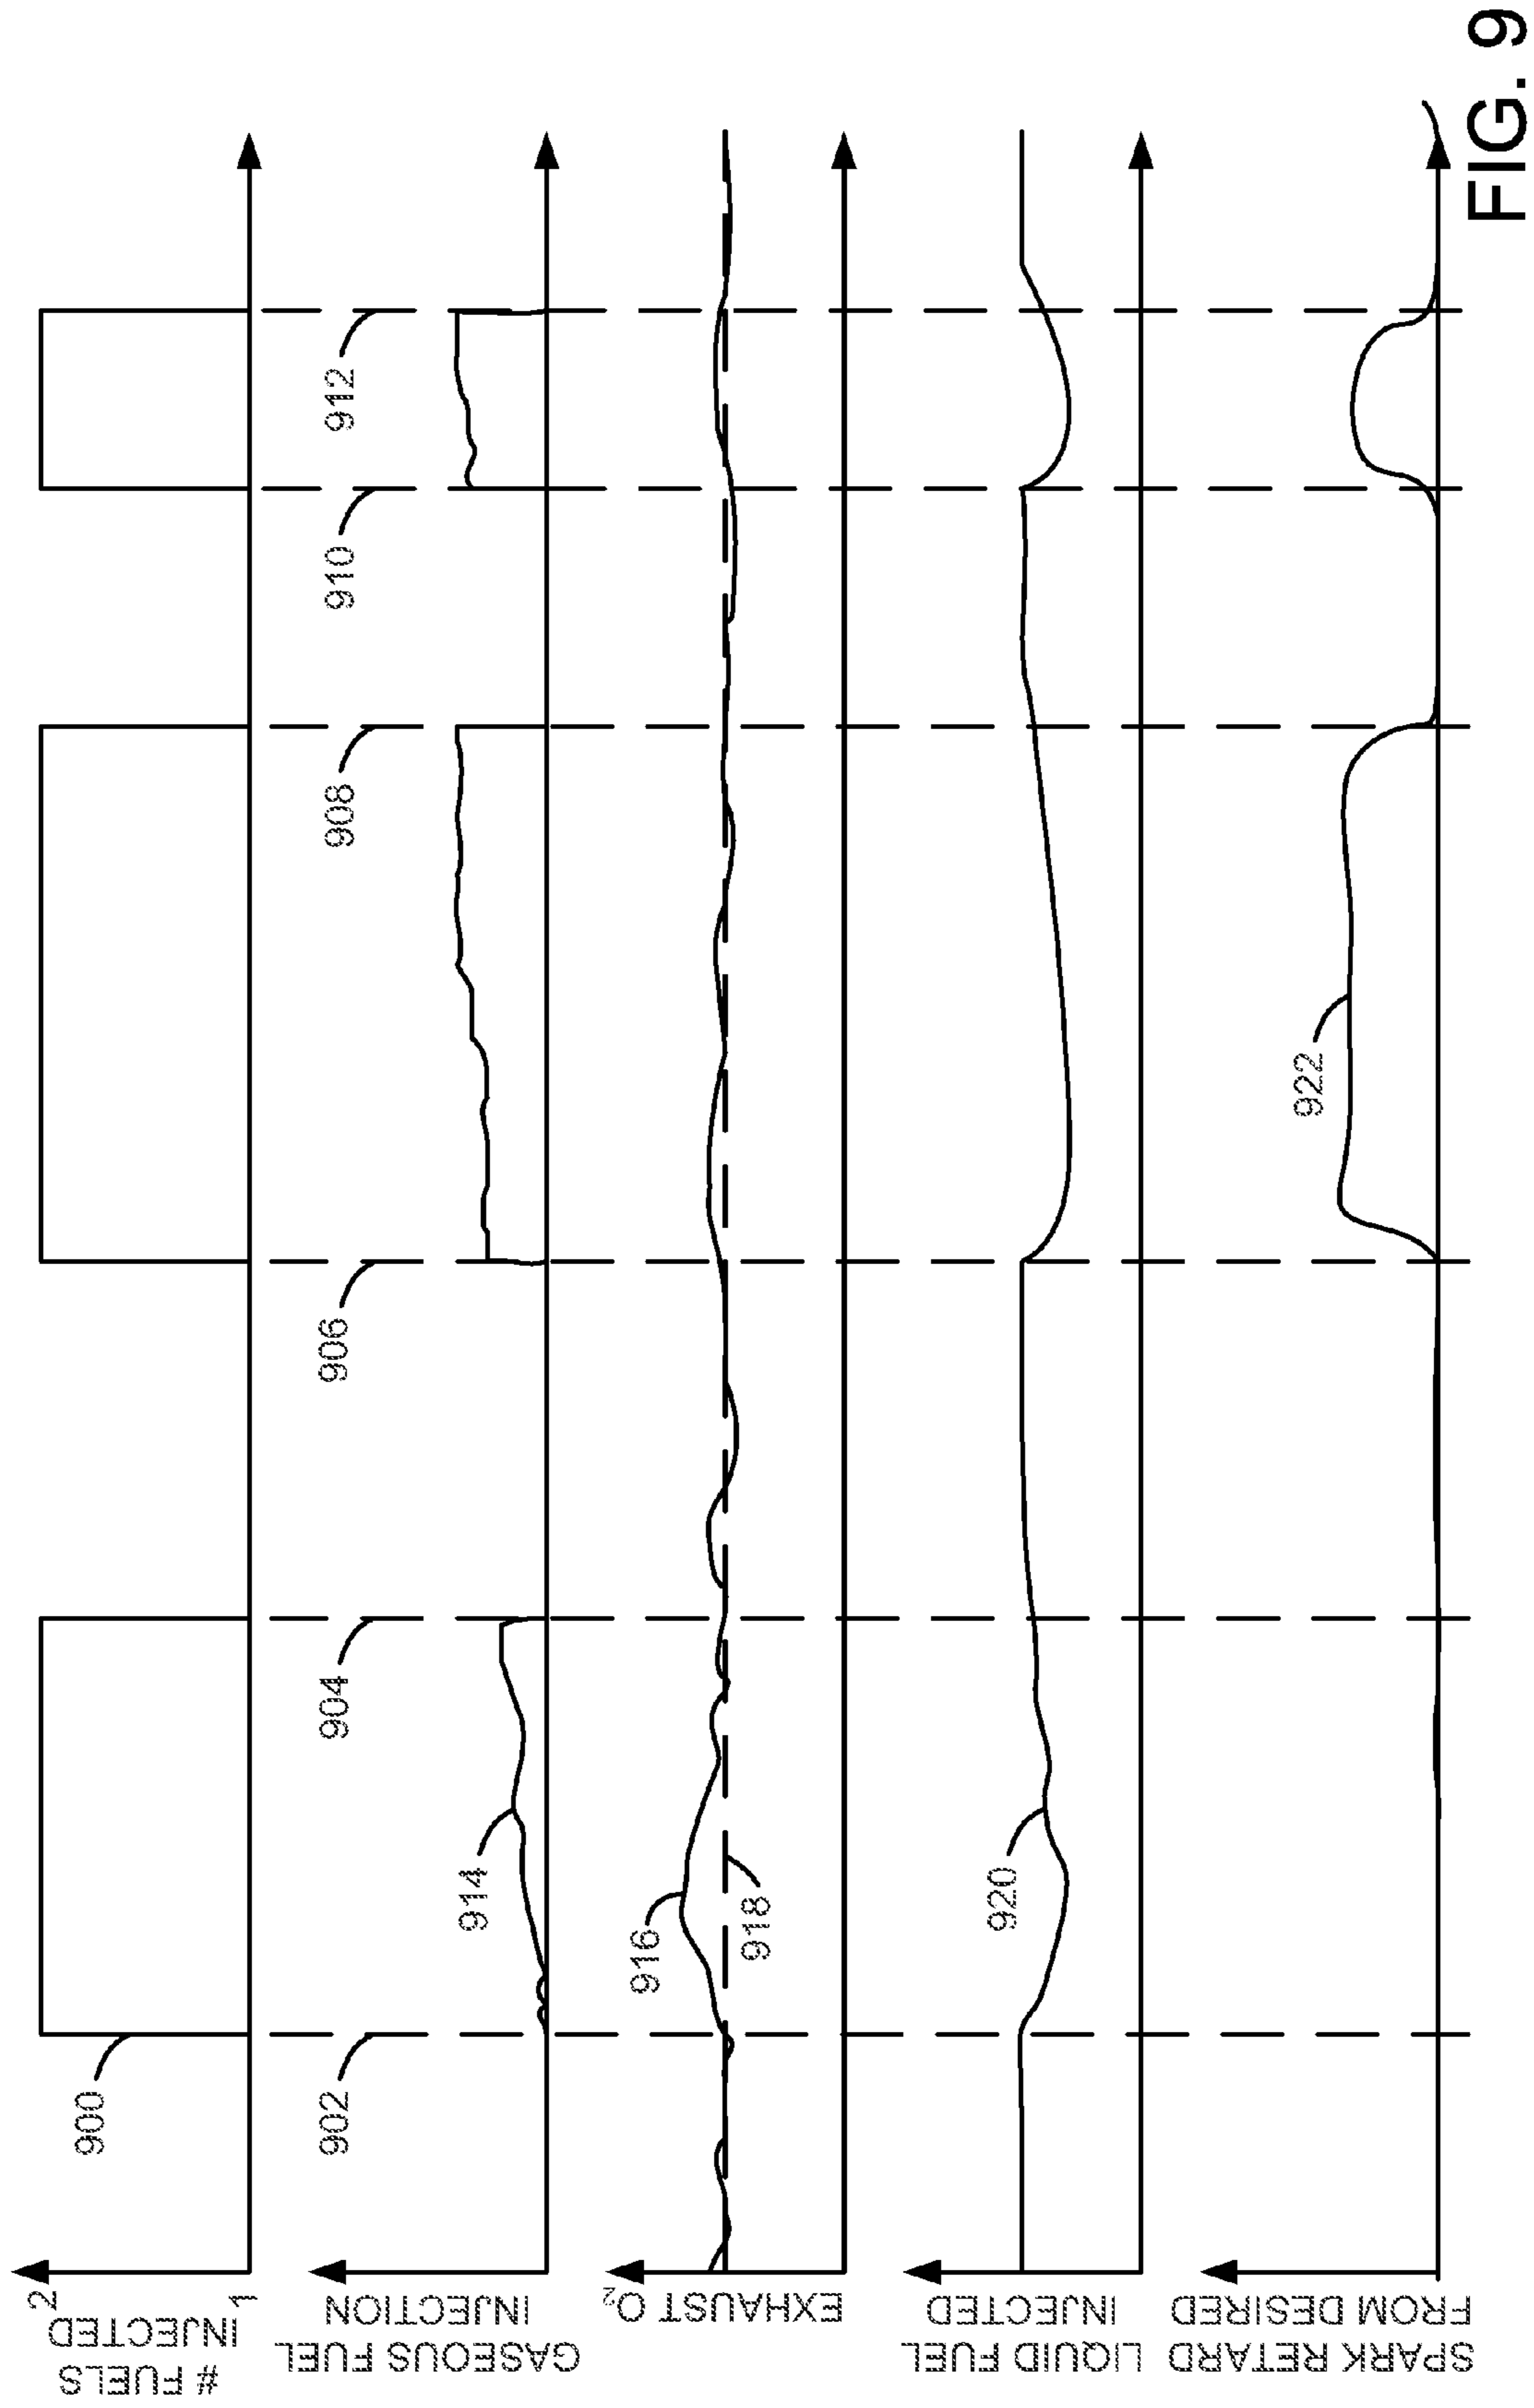 # FUELS
INJECTED
2
1
900
902
904
906
908
910
912
GASEOUS FUEL
INJECTION
914
EXHAUST O₂
916
918
LIQUID FUEL
INJECTED
920
SPARK RETARD
FROM DESIRED
922
FIG. 9